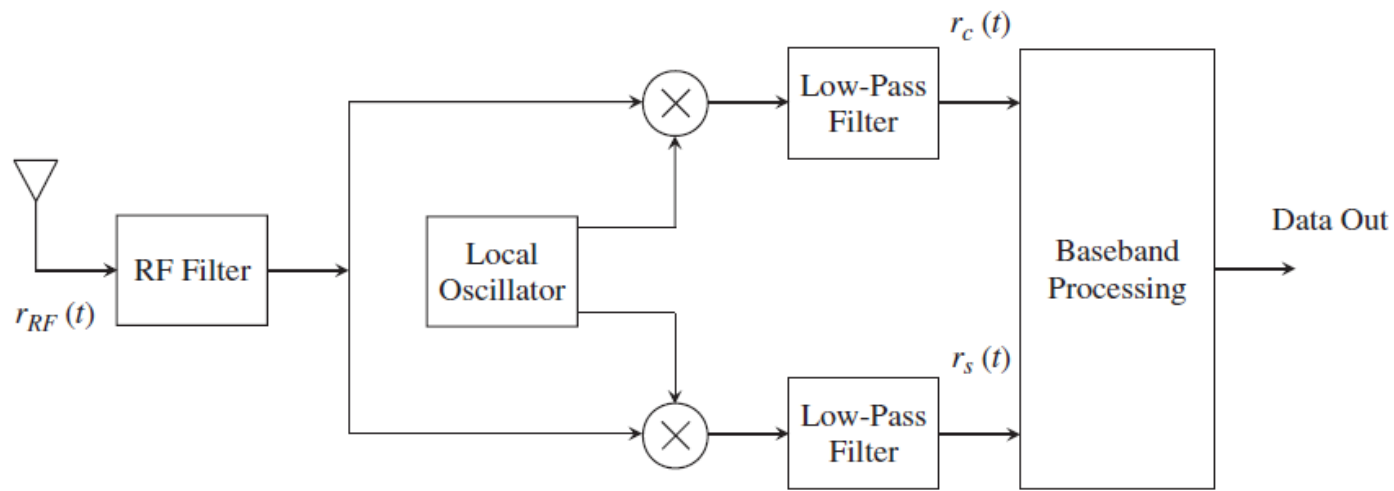 r_c (t)
Low-Pass
Filter
Data Out
RF Filter
Local
Oscillator
Baseband
Processing
r_RF (t)
r_s (t)
Low-Pass
Filter